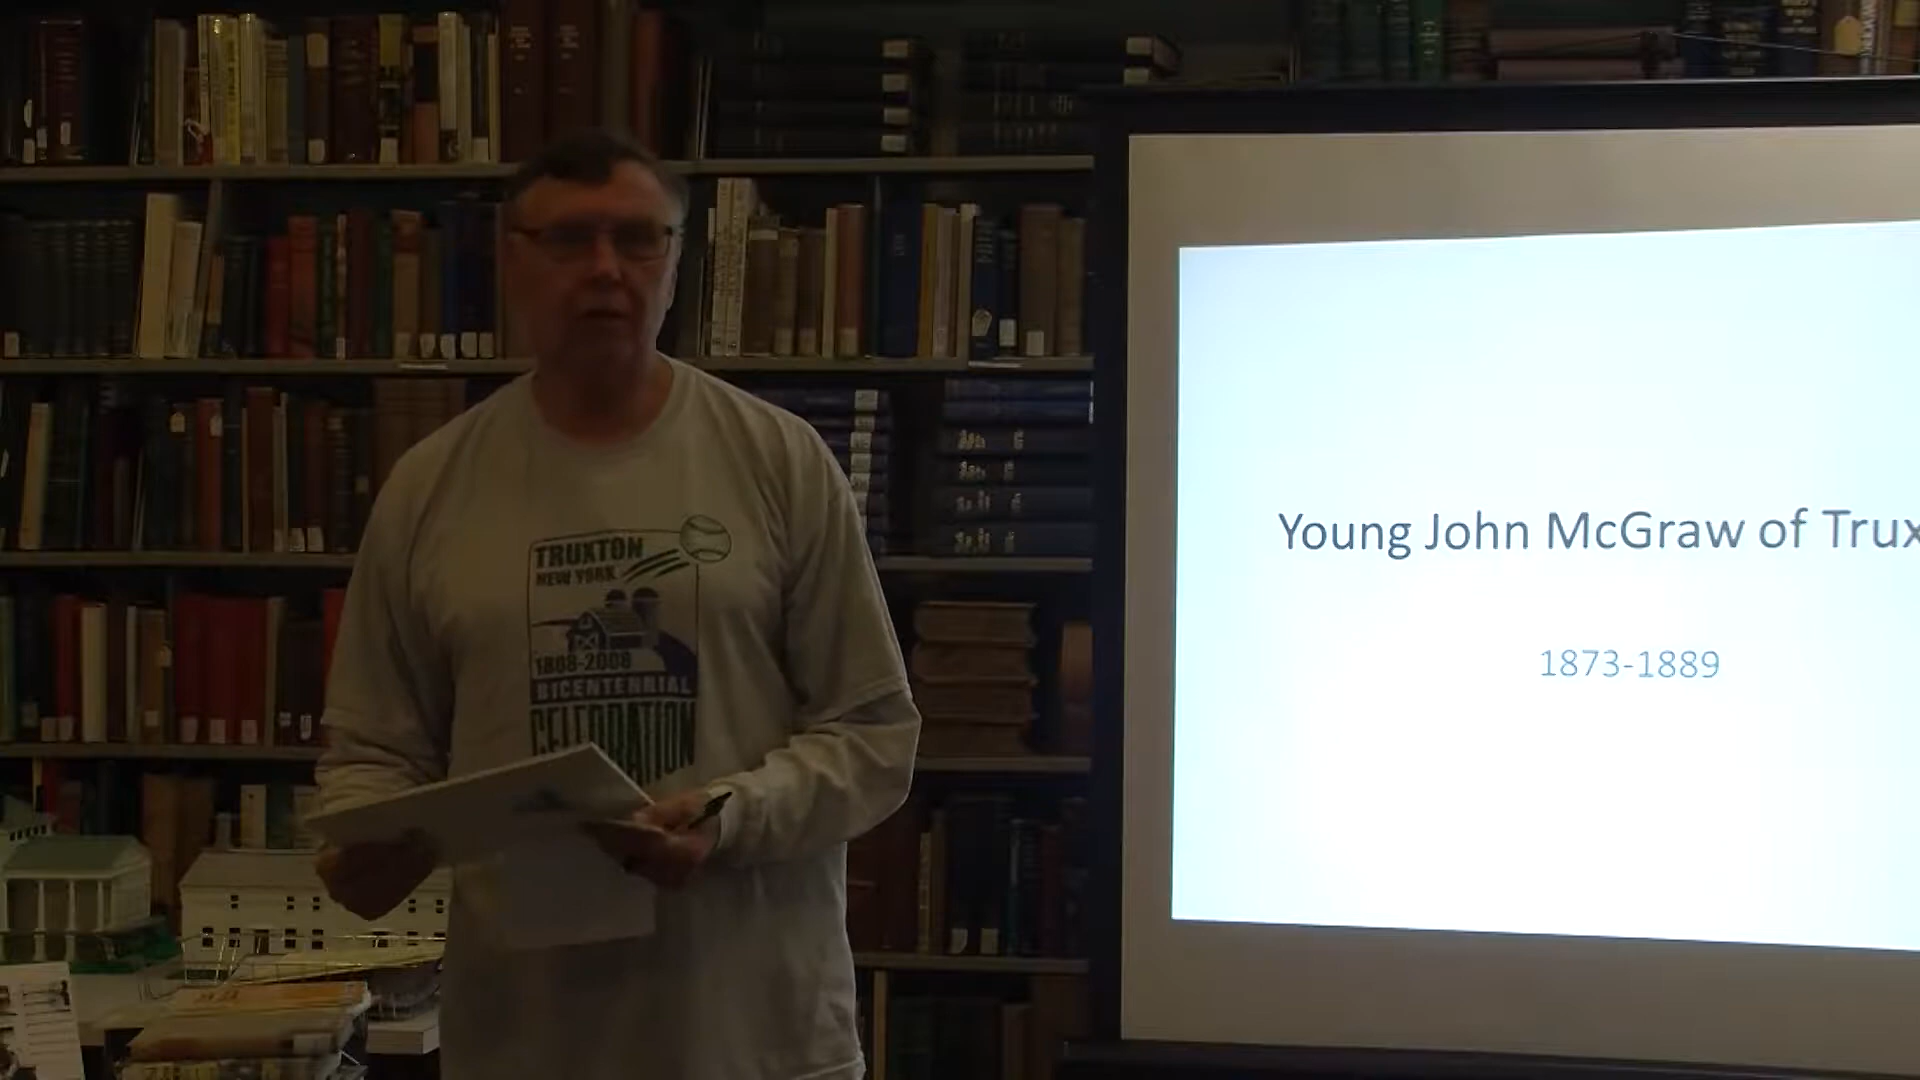 TRUXTON
NEW YORK
1808-2008
BICENTENNIAL
CELEBRATION
Young John McGraw of Trux
1873-1889